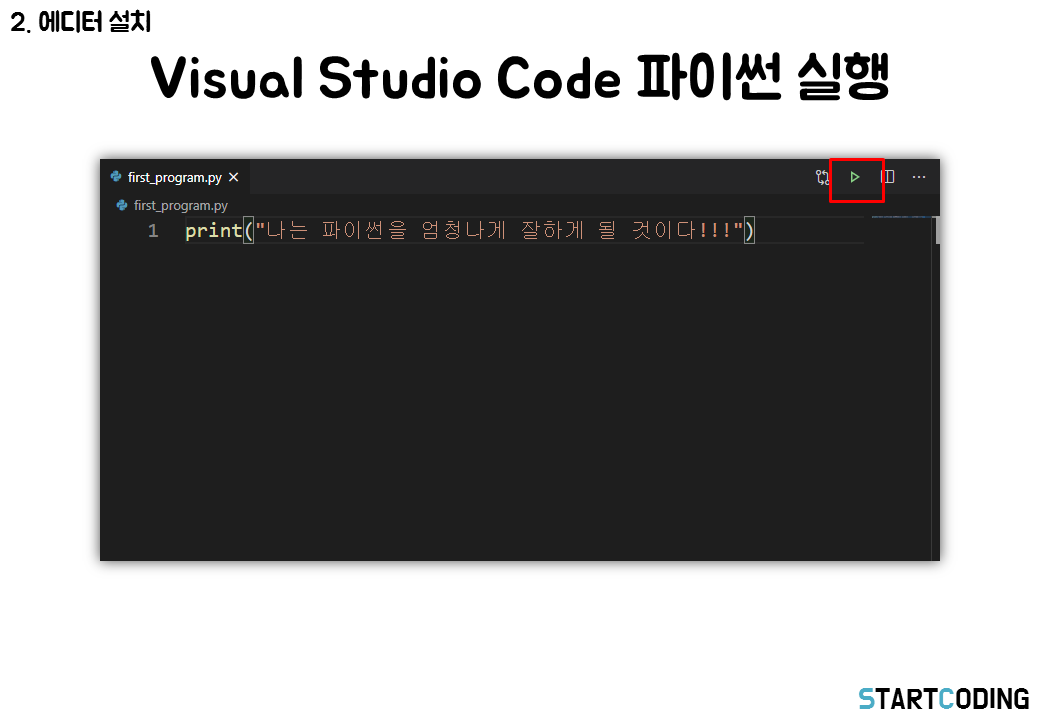 2. 에디터 설치
Visual Studio Code 파이썬 실행
first_program.py
first_program.py
1 print("나는 파이썬을 엄청나게 잘하게 될 것이다!!!")
STARTCODING